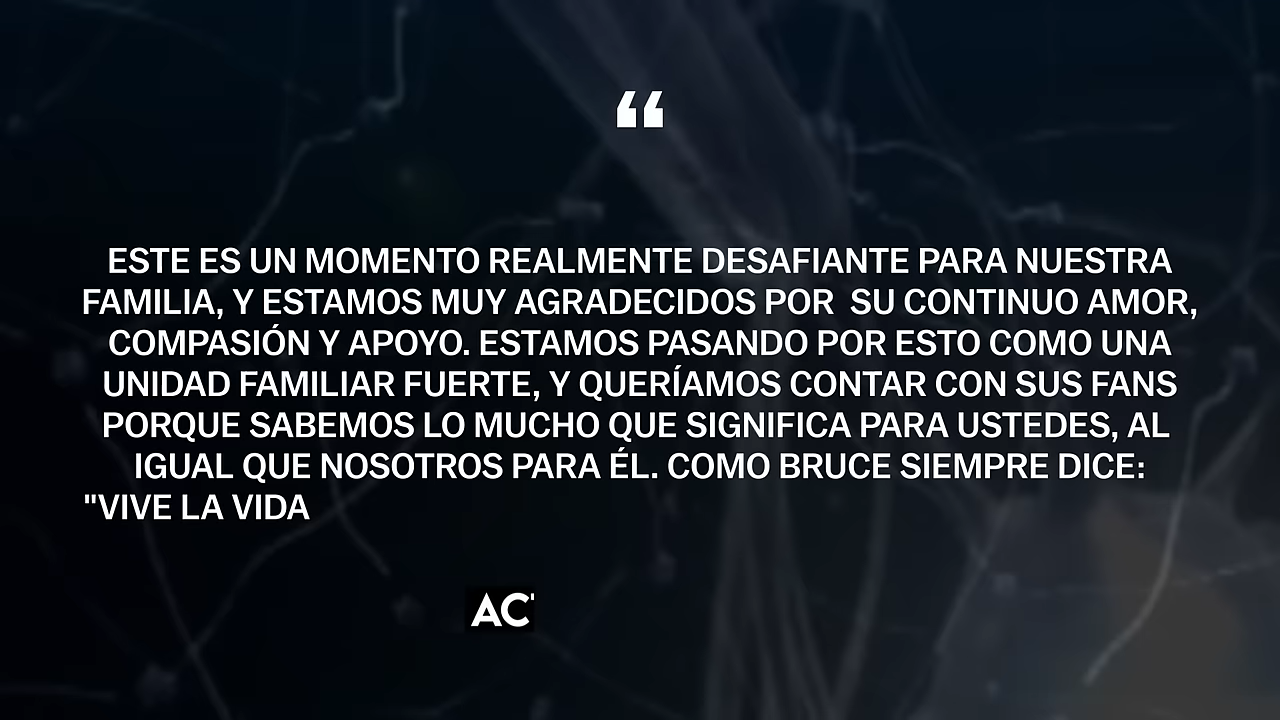 “
ESTE ES UN MOMENTO REALMENTE DESAFIANTE PARA NUESTRA
FAMILIA, Y ESTAMOS MUY AGRADECIDOS POR  SU CONTINUO AMOR,
COMPASIÓN Y APOYO. ESTAMOS PASANDO POR ESTO COMO UNA
UNIDAD FAMILIAR FUERTE, Y QUERÍAMOS CONTAR CON SUS FANS
PORQUE SABEMOS LO MUCHO QUE SIGNIFICA PARA USTEDES, AL
IGUAL QUE NOSOTROS PARA ÉL. COMO BRUCE SIEMPRE DICE:
"VIVE LA VIDA
AC